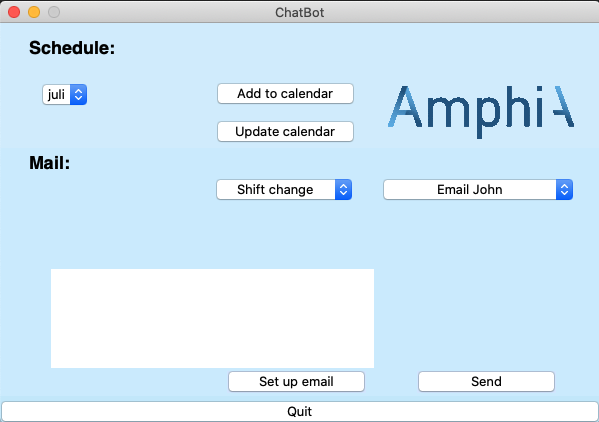 ChatBot
Schedule:
juli
Add to calendar
Amphia
Update calendar
Mail:
Shift change
Email John
Set up email
Send
Quit